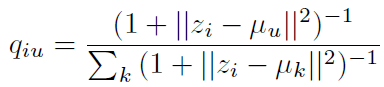 q_{iu} = \frac{(1 + ||z_i - \mu_u||^2)^{-1}}{\sum_k (1 + ||z_i - \mu_k||^2)^{-1}}